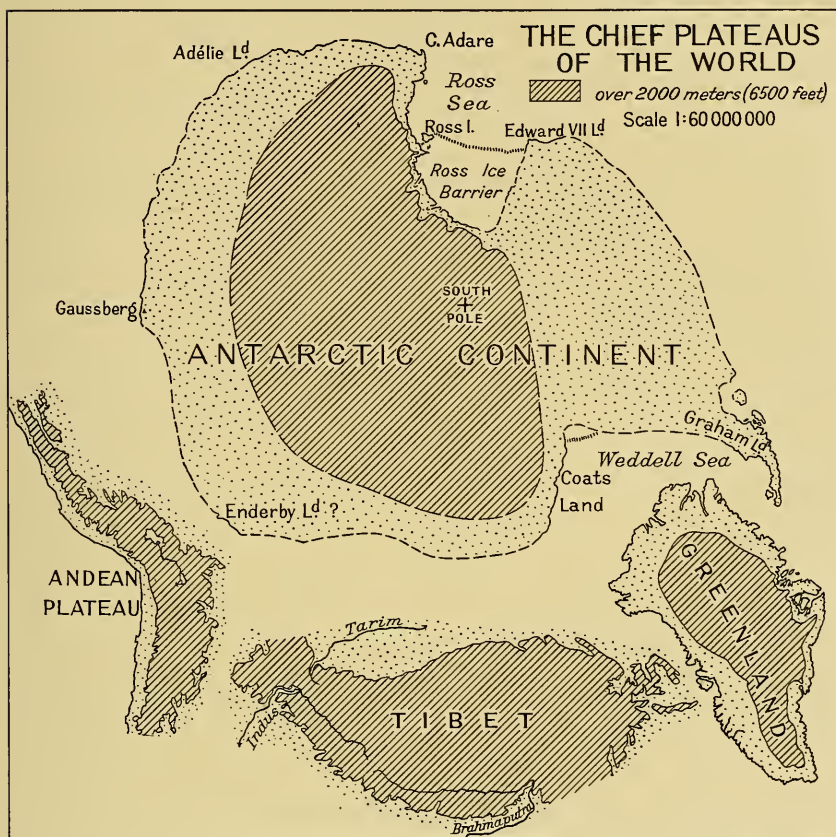 THE CHIEF PLATEAUS
OF THE WORLD
over 2000 meters (6500 feet)
Scale 1:60 000 000
Adélie Lᵈ
C. Adare
Ross
Sea
Ross I.
Edward VII Lᵈ
Ross Ice
Barrier
SOUTH
POLE
Gaussberg
ANTARCTIC CONTINENT
Graham Lᵈ
Weddell Sea
Coats
Land
Enderby Lᵈ ?
ANDEAN
PLATEAU
GREENLAND
Tarim
Indus
TIBET
Brahmaputra